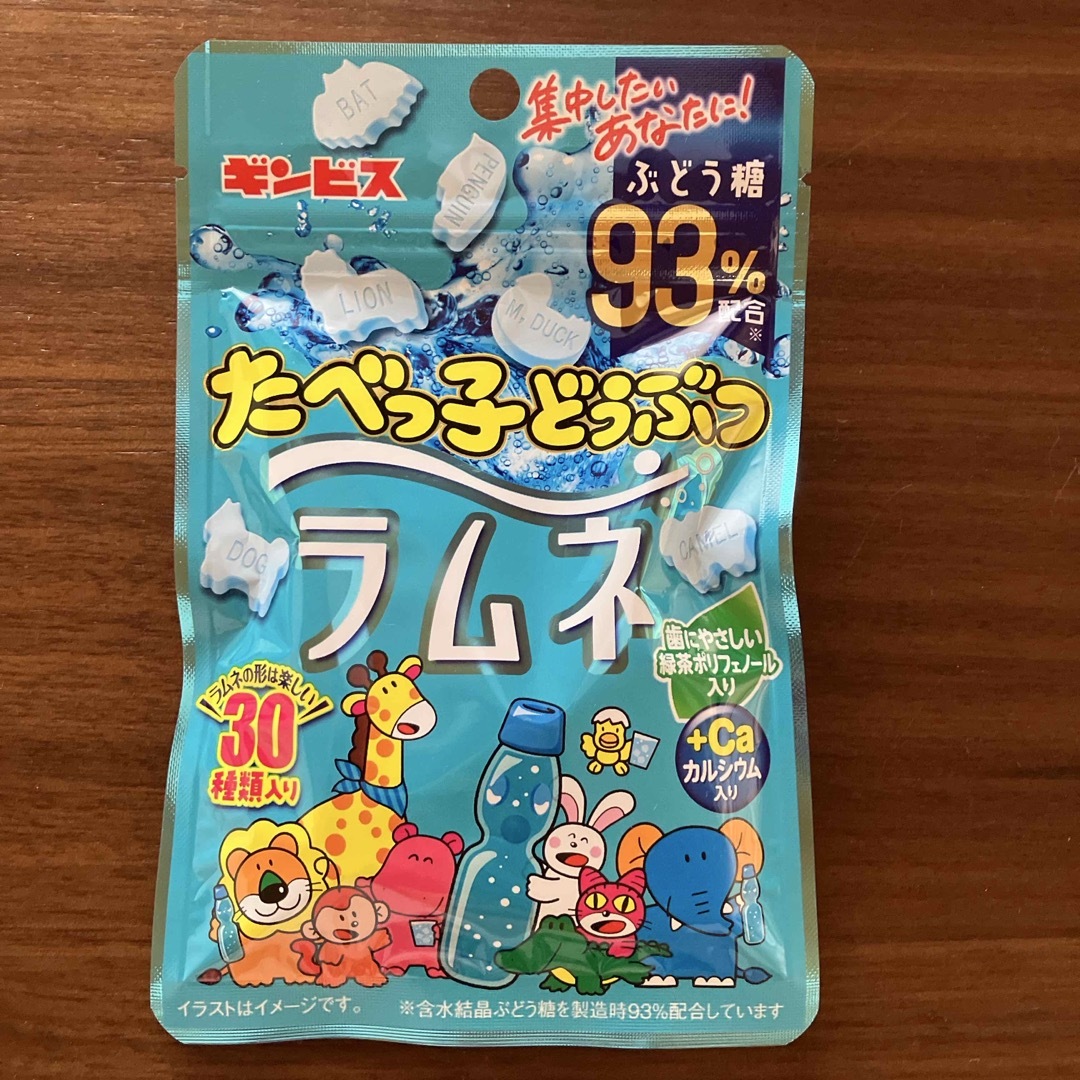 BAT
集中したい
あなたに!
ギンビス
PENGUIN
ぶどう糖
93%
配合
※
LION
M, DUCK
たべっ子どうぶつ
ラムネ
DOG
CAMEL
歯にやさしい
緑茶ポリフェノール
入り
ラムネの形は楽しい
30
種類入り
+Ca
カルシウム
入り
イラストはイメージです。
※含水結晶ぶどう糖を製造時93%配合しています